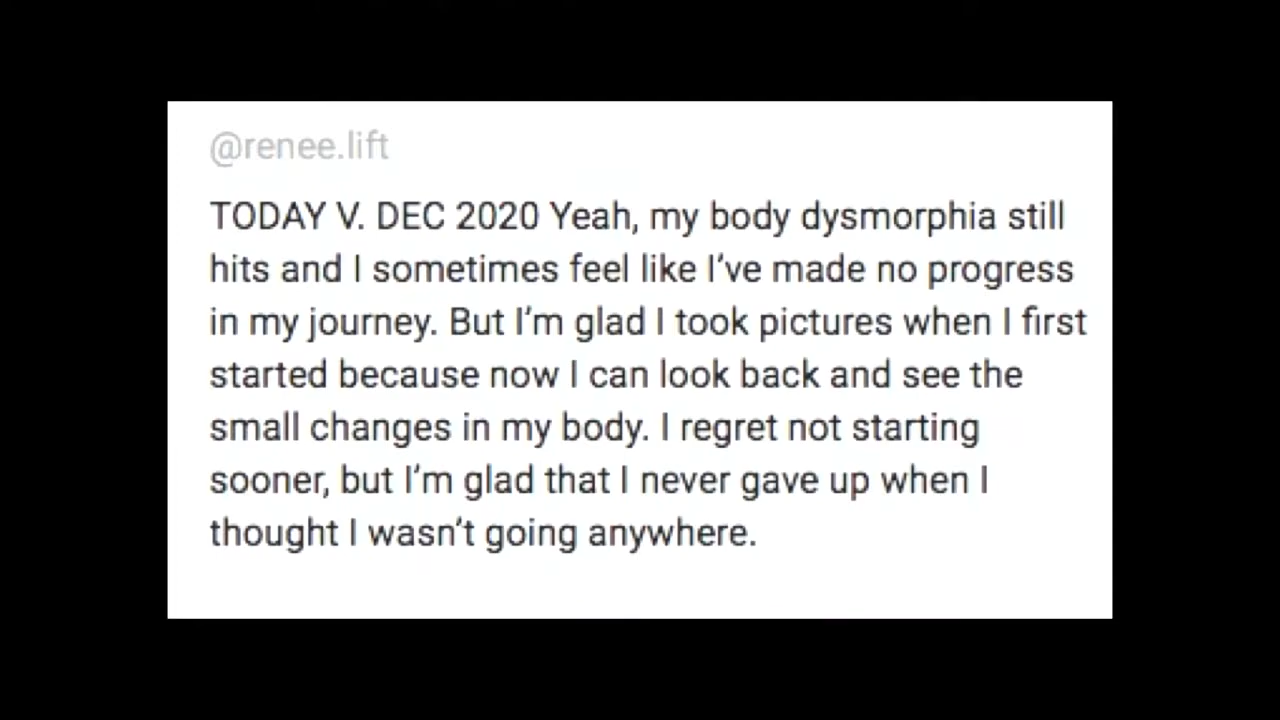 @renee.lift
TODAY V. DEC 2020 Yeah, my body dysmorphia still
hits and I sometimes feel like I’ve made no progress
in my journey. But I’m glad I took pictures when I first
started because now I can look back and see the
small changes in my body. I regret not starting
sooner, but I’m glad that I never gave up when I
thought I wasn’t going anywhere.